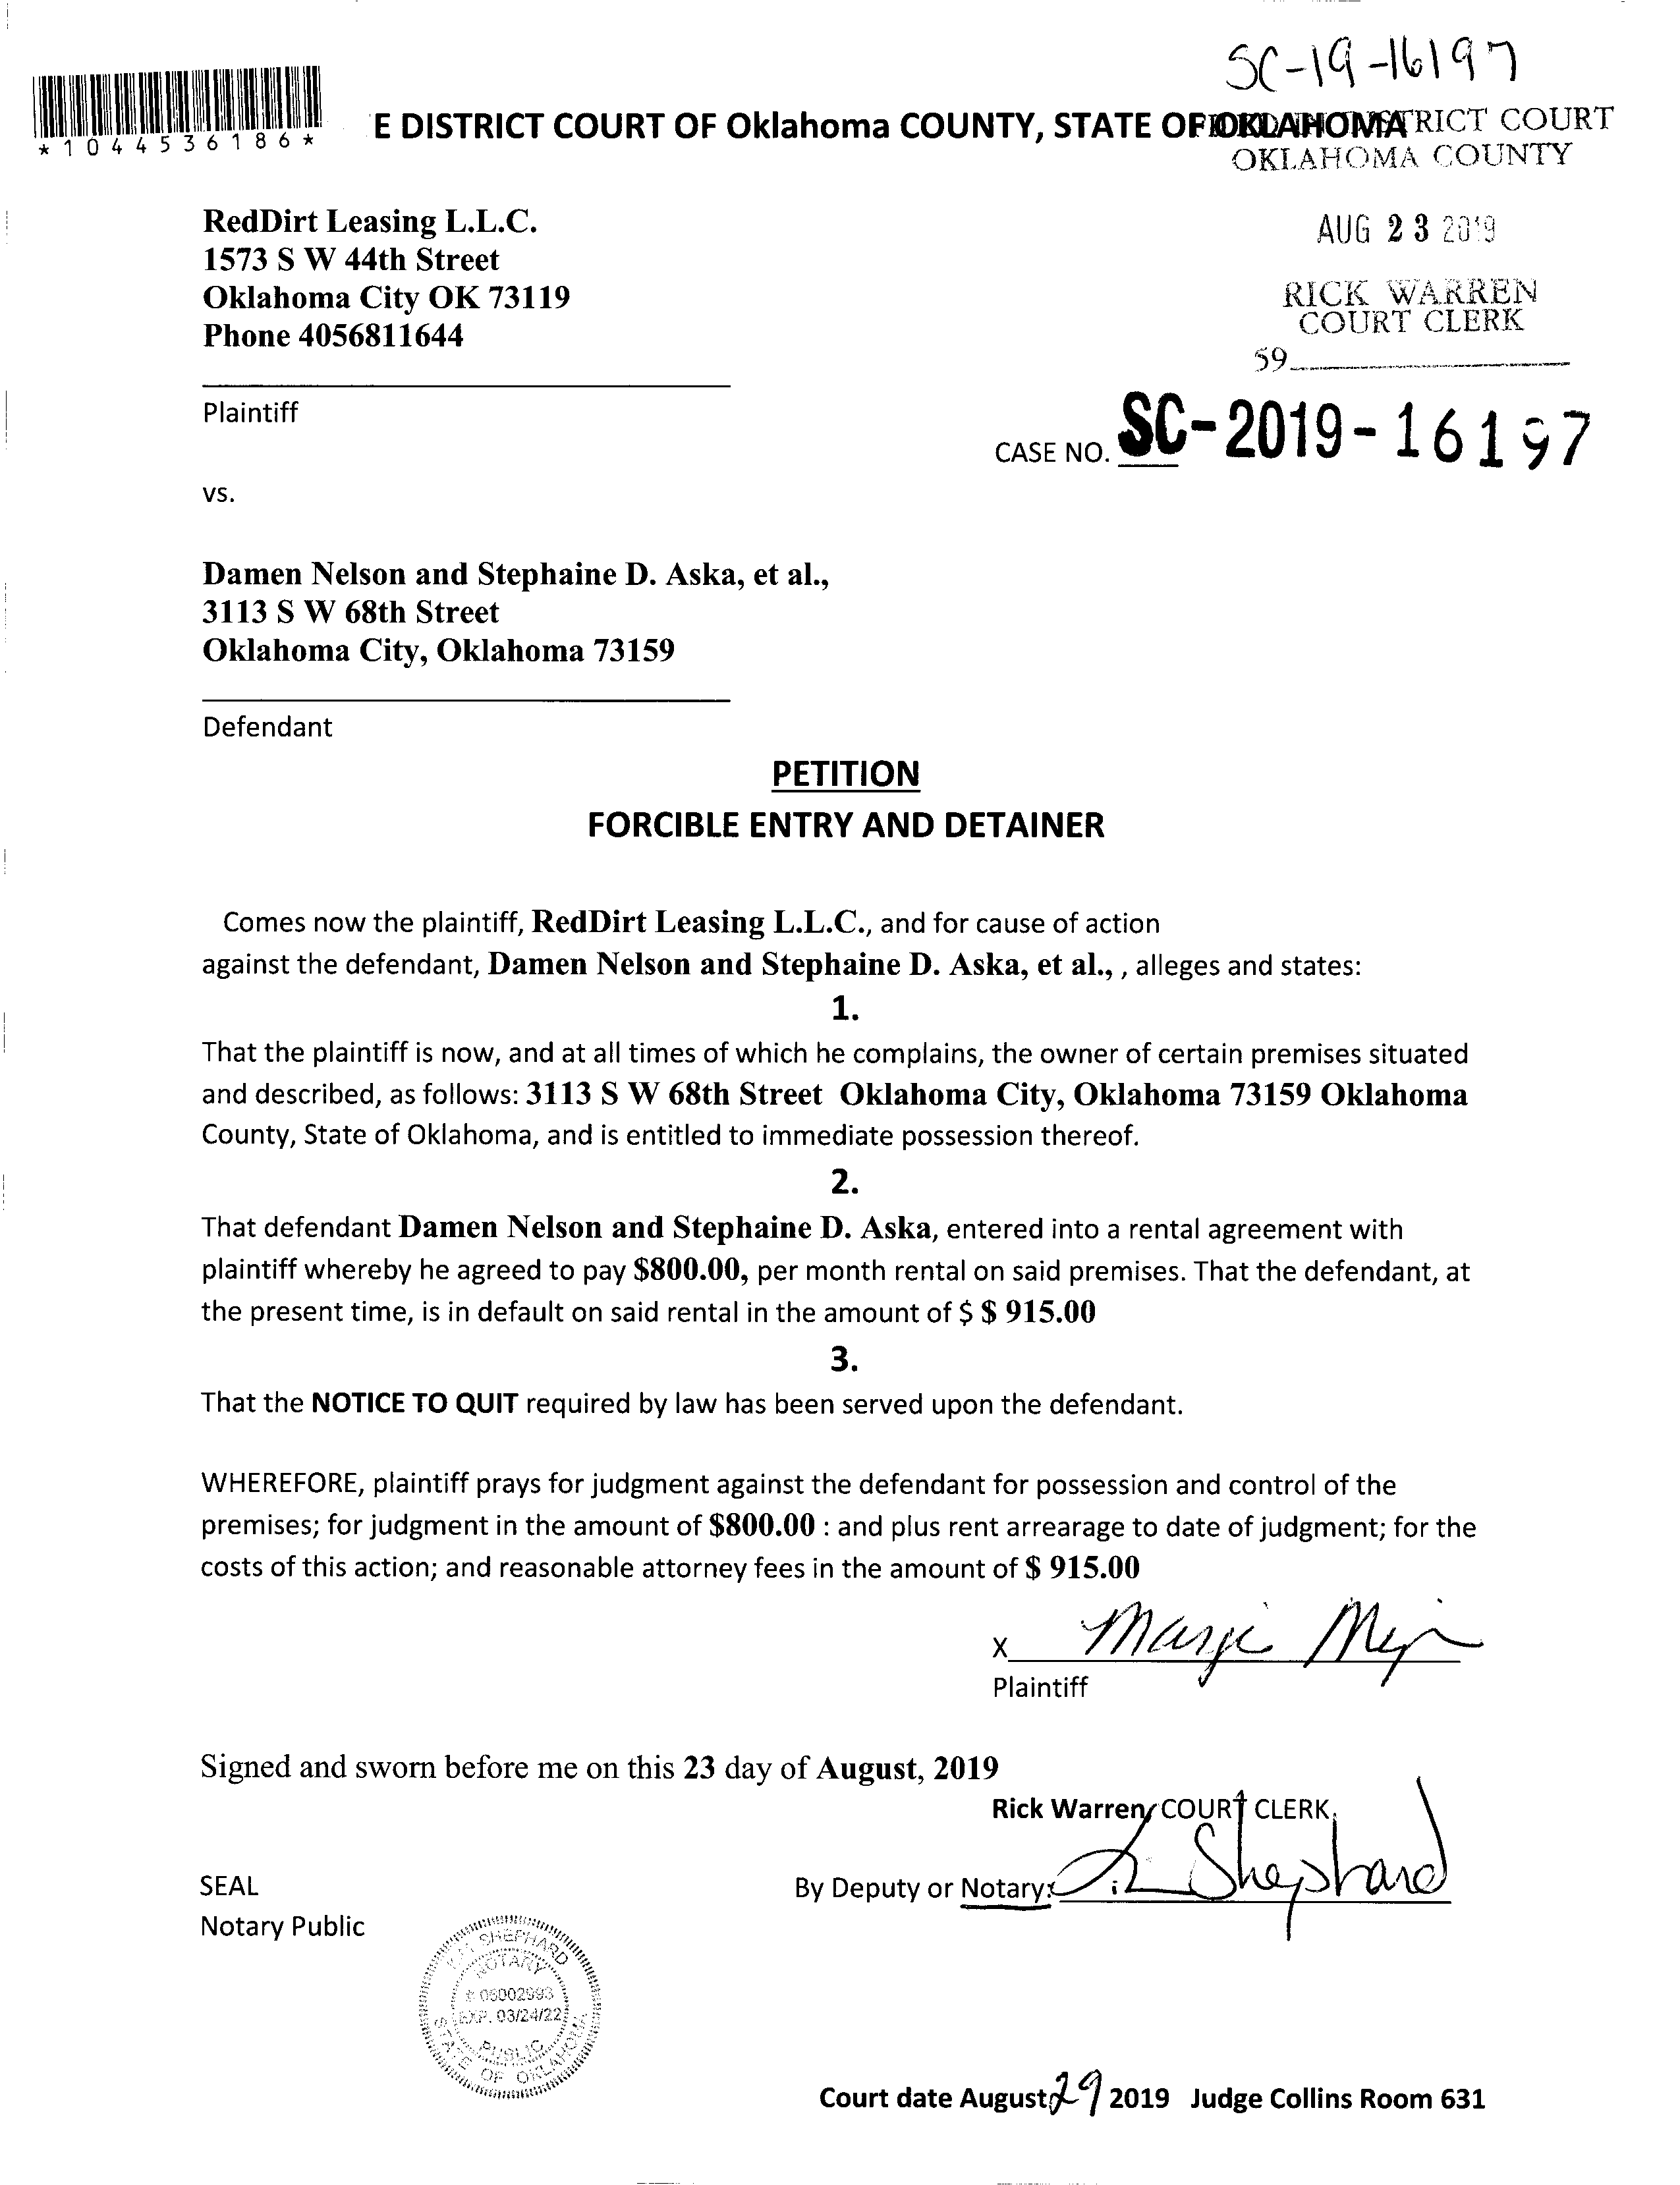 SC-19-16197
*1044536186*
E DISTRICT COURT OF Oklahoma COUNTY, STATE OF OKLAHOMA
DISTRICT COURT
OKLAHOMA COUNTY
RedDirt Leasing L.L.C.
1573 S W 44th Street
Oklahoma City OK 73119
Phone 4056811644
AUG 23 2019
RICK WARREN
COURT CLERK
59
Plaintiff
CASE NO. SC-2019-16197
vs.
Damen Nelson and Stephaine D. Aska, et al.,
3113 S W 68th Street
Oklahoma City, Oklahoma 73159
Defendant
PETITION
FORCIBLE ENTRY AND DETAINER
Comes now the plaintiff, RedDirt Leasing L.L.C., and for cause of action
against the defendant, Damen Nelson and Stephaine D. Aska, et al., , alleges and states:
1.
That the plaintiff is now, and at all times of which he complains, the owner of certain premises situated
and described, as follows: 3113 S W 68th Street Oklahoma City, Oklahoma 73159 Oklahoma
County, State of Oklahoma, and is entitled to immediate possession thereof.
2.
That defendant Damen Nelson and Stephaine D. Aska, entered into a rental agreement with
plaintiff whereby he agreed to pay $800.00, per month rental on said premises. That the defendant, at
the present time, is in default on said rental in the amount of $ $ 915.00
3.
That the NOTICE TO QUIT required by law has been served upon the defendant.
WHEREFORE, plaintiff prays for judgment against the defendant for possession and control of the
premises; for judgment in the amount of $800.00 : and plus rent arrearage to date of judgment; for the
costs of this action; and reasonable attorney fees in the amount of $ 915.00
X
Plaintiff
Signed and sworn before me on this 23 day of August, 2019
Rick Warren, COURT CLERK
SEAL
By Deputy or Notary: Shephard
Notary Public
SHEPHARD
NOTARY
# 05002993
EXP. 03/24/22
PUBLIC
STATE OF OKLAHOMA
Court date August 29 2019 Judge Collins Room 631